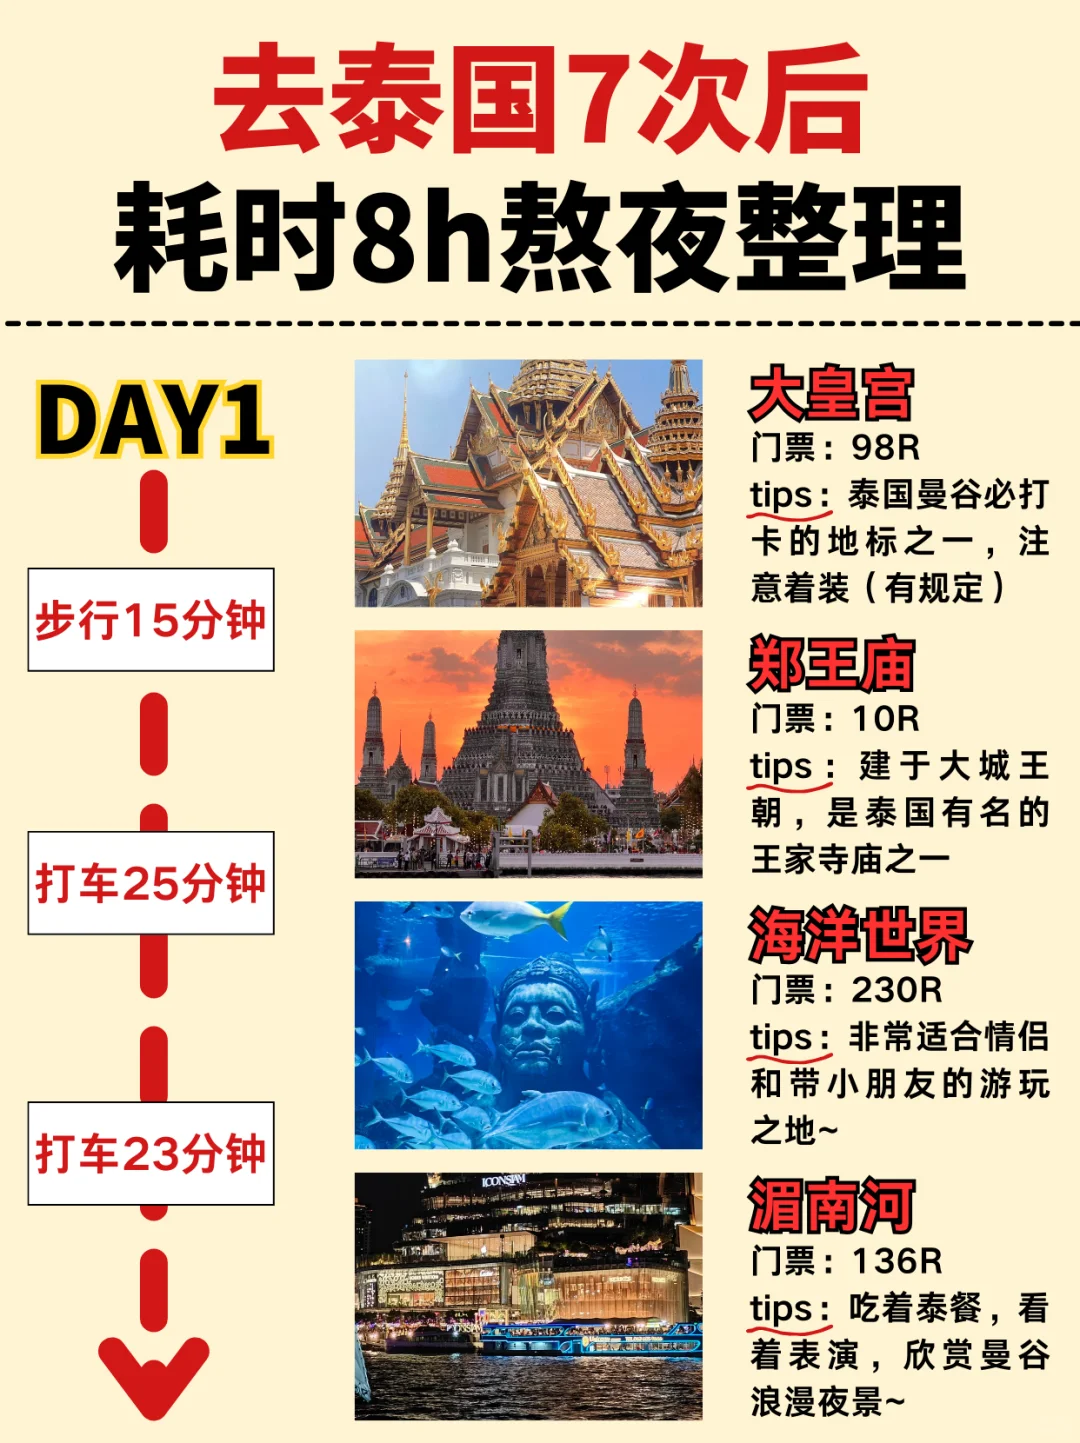 去泰国7次后
耗时8h熬夜整理
DAY1
步行15分钟
打车25分钟
打车23分钟
大皇宫
门票：98R
tips：泰国曼谷必打
卡的地标之一，注
意着装（有规定）
郑王庙
门票：10R
tips：建于大城王
朝，是泰国有名的
王家寺庙之一
海洋世界
门票：230R
tips：非常适合情侣
和带小朋友的游玩
之地~
ICONSIAM
湄南河
门票：136R
tips：吃着泰餐，看
着表演，欣赏曼谷
浪漫夜景~